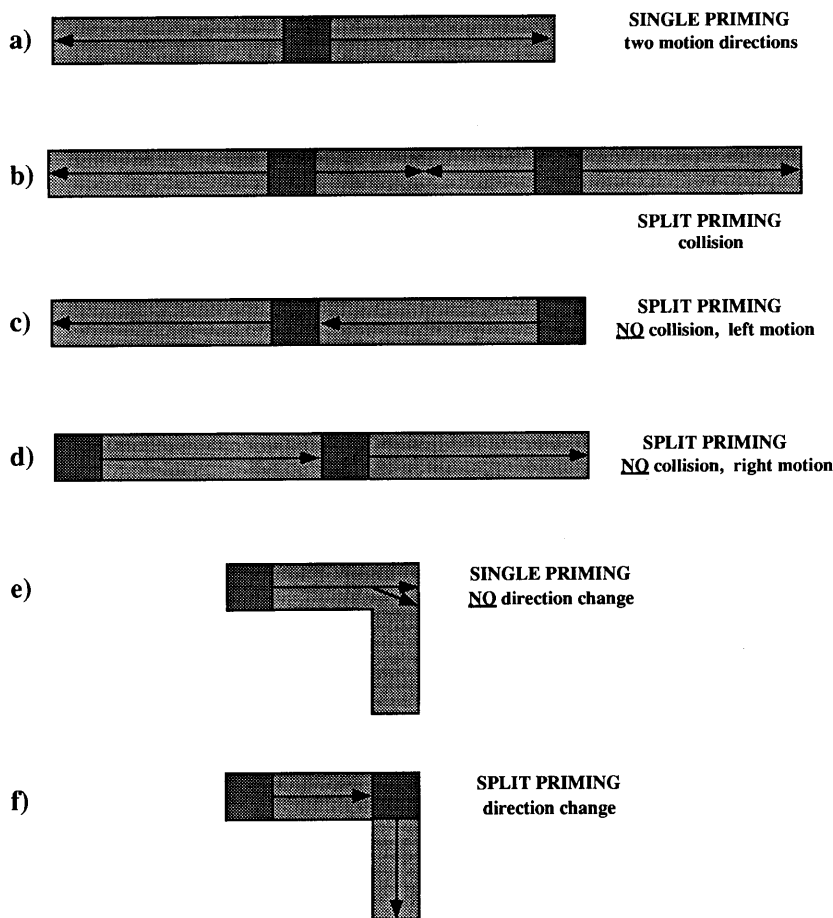 a)
SINGLE PRIMING
two motion directions
b)
SPLIT PRIMING
collision
c)
SPLIT PRIMING
NO collision, left motion
d)
SPLIT PRIMING
NO collision, right motion
e)
SINGLE PRIMING
NO direction change
f)
SPLIT PRIMING
direction change